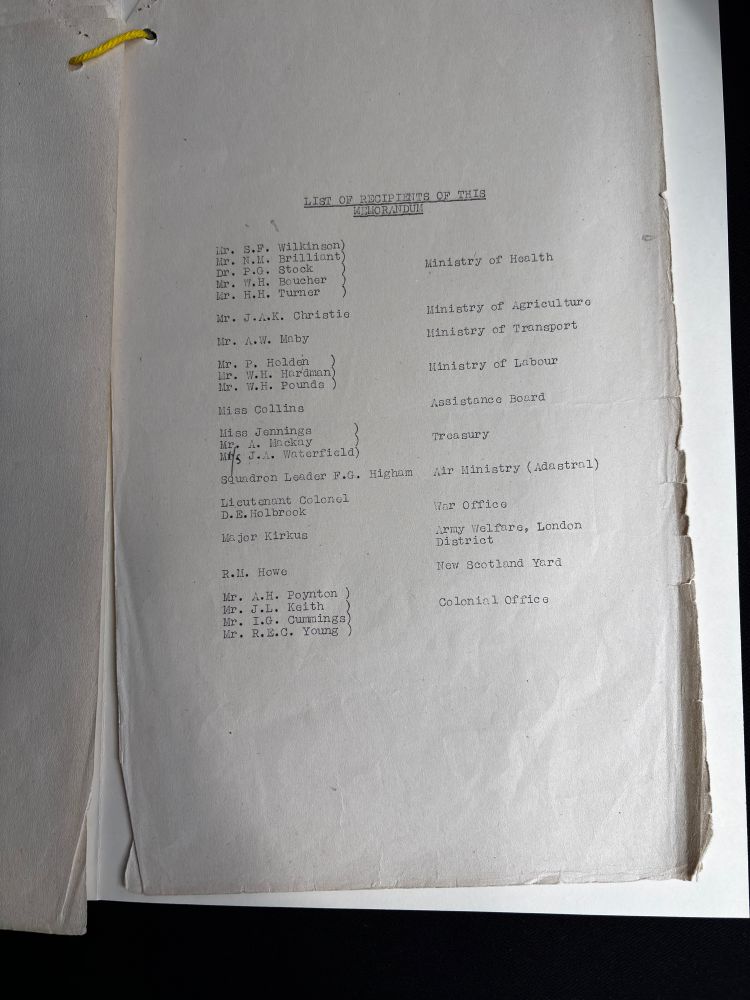 LIST OF RECIPIENTS OF THIS
MEMORANDUM
Mr. S.F. Wilkinson)
Mr. N.M. Brilliant)
Dr. P.G. Stock ) Ministry of Health
Mr. W.H. Boucher )
Mr. H.H. Turner )
Mr. J.A.K. Christie Ministry of Agriculture
Mr. A.W. Maby Ministry of Transport
Mr. P. Holden )
Mr. W.H. Hardman) Ministry of Labour
Mr. W.H. Pounds )
Miss Collins Assistance Board
Miss Jennings )
Mr. A. Mackay ) Treasury
Mrs J.A. Waterfield)
Squadron Leader F.G. Higham Air Ministry (Adastral)
Lieutenant Colonel
D.E.Holbrook War Office
Major Kirkus Army Welfare, London
District
R.M. Howe New Scotland Yard
Mr. A.H. Poynton )
Mr. J.L. Keith ) Colonial Office
Mr. I.G. Cummings)
Mr. R.E.C. Young )